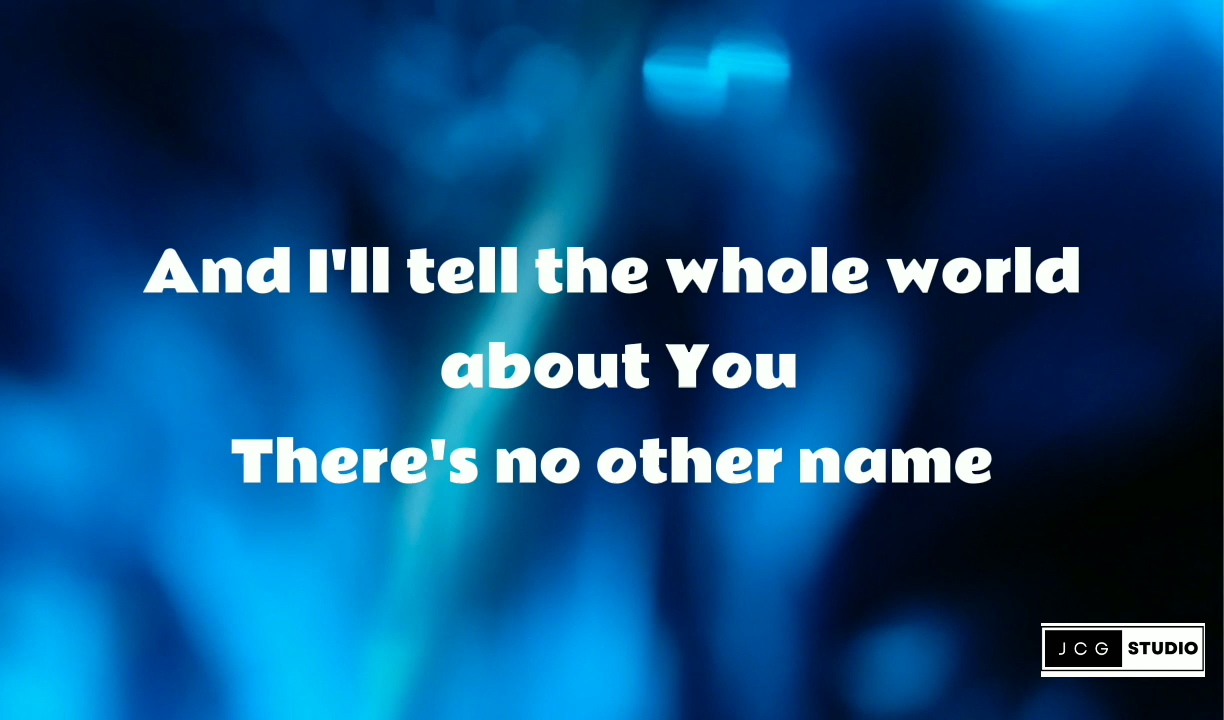 And I'll tell the whole world
about You
There's no other name
JCG STUDIO